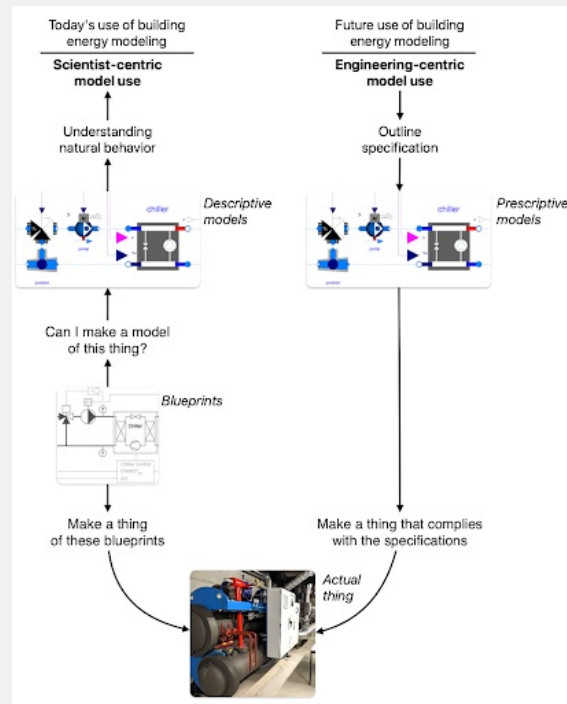 Today's use of building
energy modeling
Scientist-centric
model use
Understanding
natural behavior
chiller
pump
Descriptive
models
Can I make a model
of this thing?
Blueprints
Chiller
Make a thing
of these blueprints
Future use of building
energy modeling
Engineering-centric
model use
Outline
specification
chiller
pump
Prescriptive
models
Make a thing that complies
with the specifications
Actual
thing